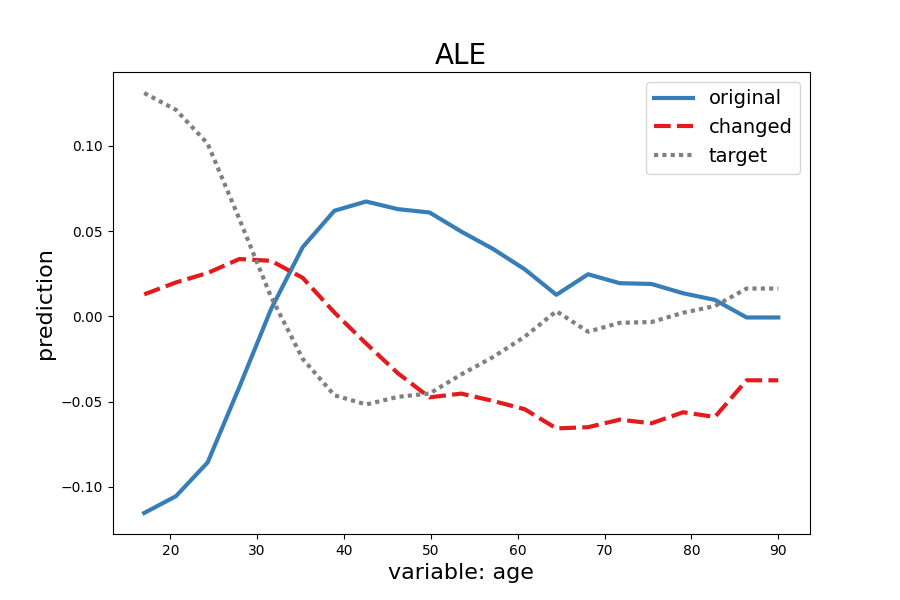 ALE
original
changed
target
prediction
0.10
0.05
0.00
−0.05
−0.10
20 30 40 50 60 70 80 90
variable: age